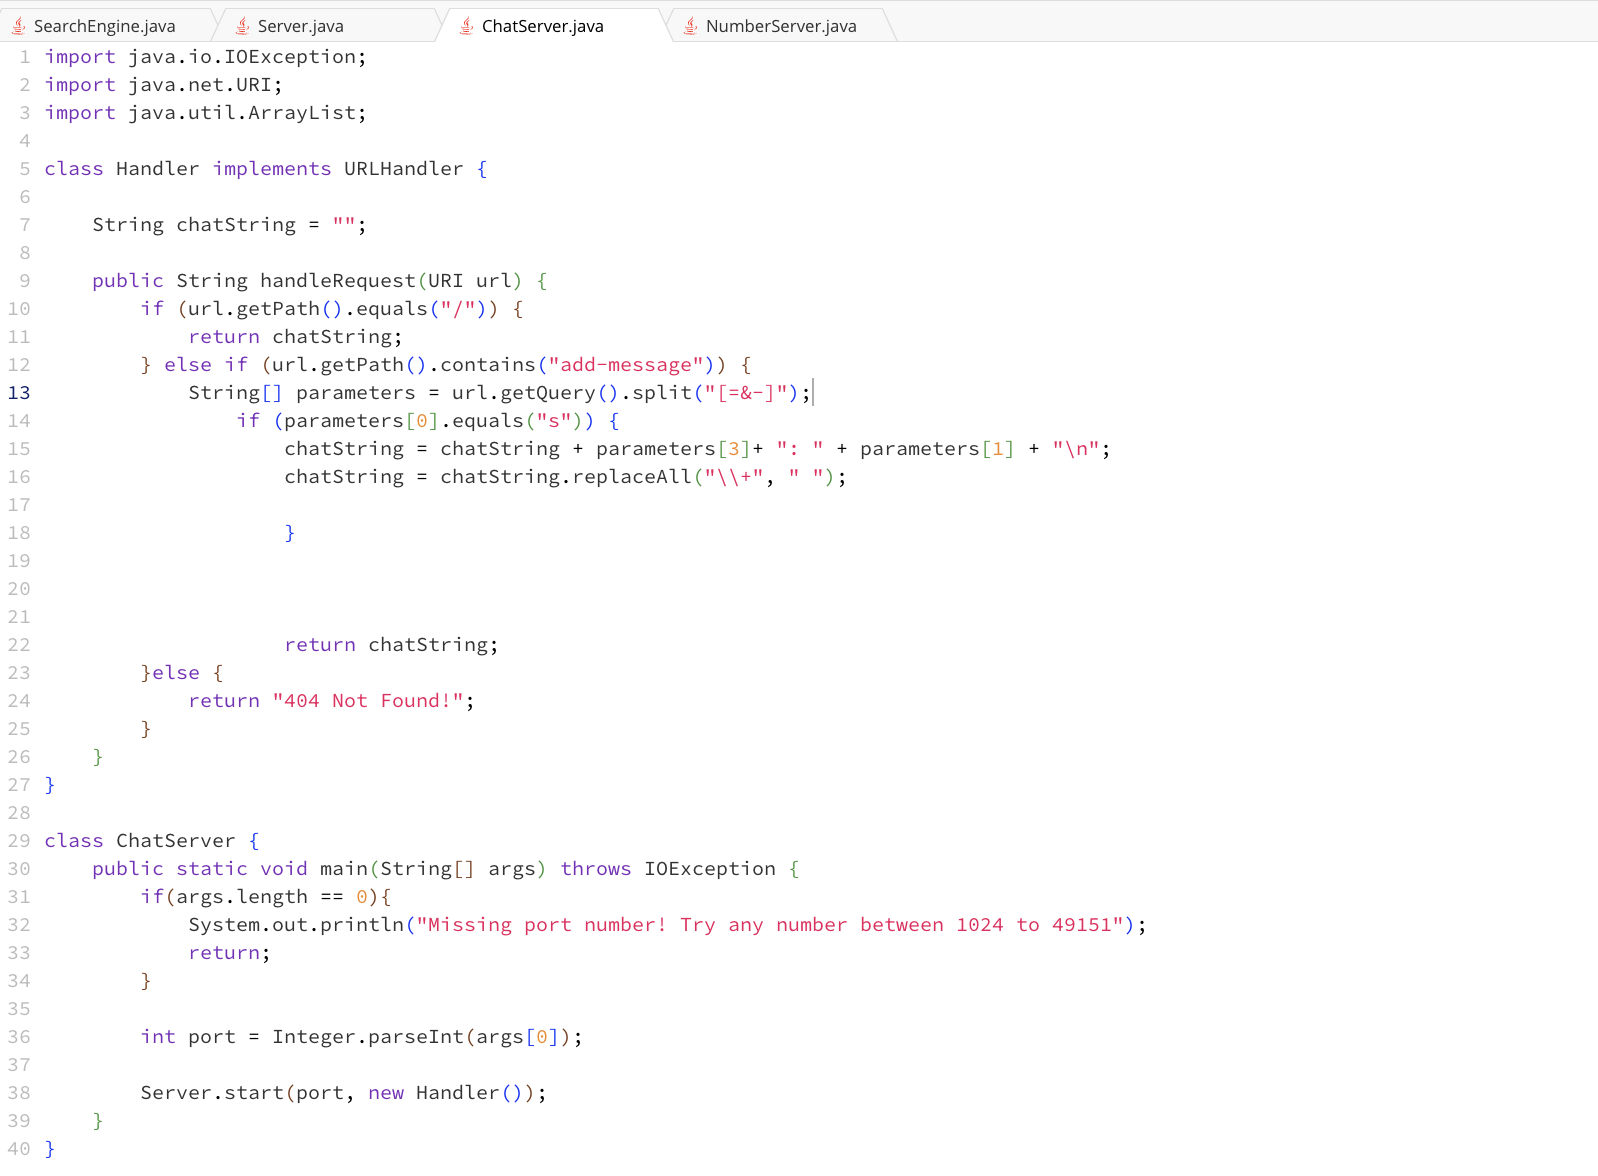 SearchEngine.java Server.java ChatServer.java NumberServer.java
1 import java.io.IOException;
2 import java.net.URI;
3 import java.util.ArrayList;
4
5 class Handler implements URLHandler {
6
7     String chatString = "";
8
9     public String handleRequest(URI url) {
10         if (url.getPath().equals("/")) {
11             return chatString;
12         } else if (url.getPath().contains("add-message")) {
13             String[] parameters = url.getQuery().split("[=&-]");
14                 if (parameters[0].equals("s")) {
15                     chatString = chatString + parameters[3]+ ": " + parameters[1] + "\n";
16                     chatString = chatString.replaceAll("\\+", " ");
17
18                     }
19
20
21
22                     return chatString;
23         }else {
24             return "404 Not Found!";
25         }
26     }
27 }
28
29 class ChatServer {
30     public static void main(String[] args) throws IOException {
31         if(args.length == 0){
32             System.out.println("Missing port number! Try any number between 1024 to 49151");
33             return;
34         }
35
36         int port = Integer.parseInt(args[0]);
37
38         Server.start(port, new Handler());
39     }
40 }